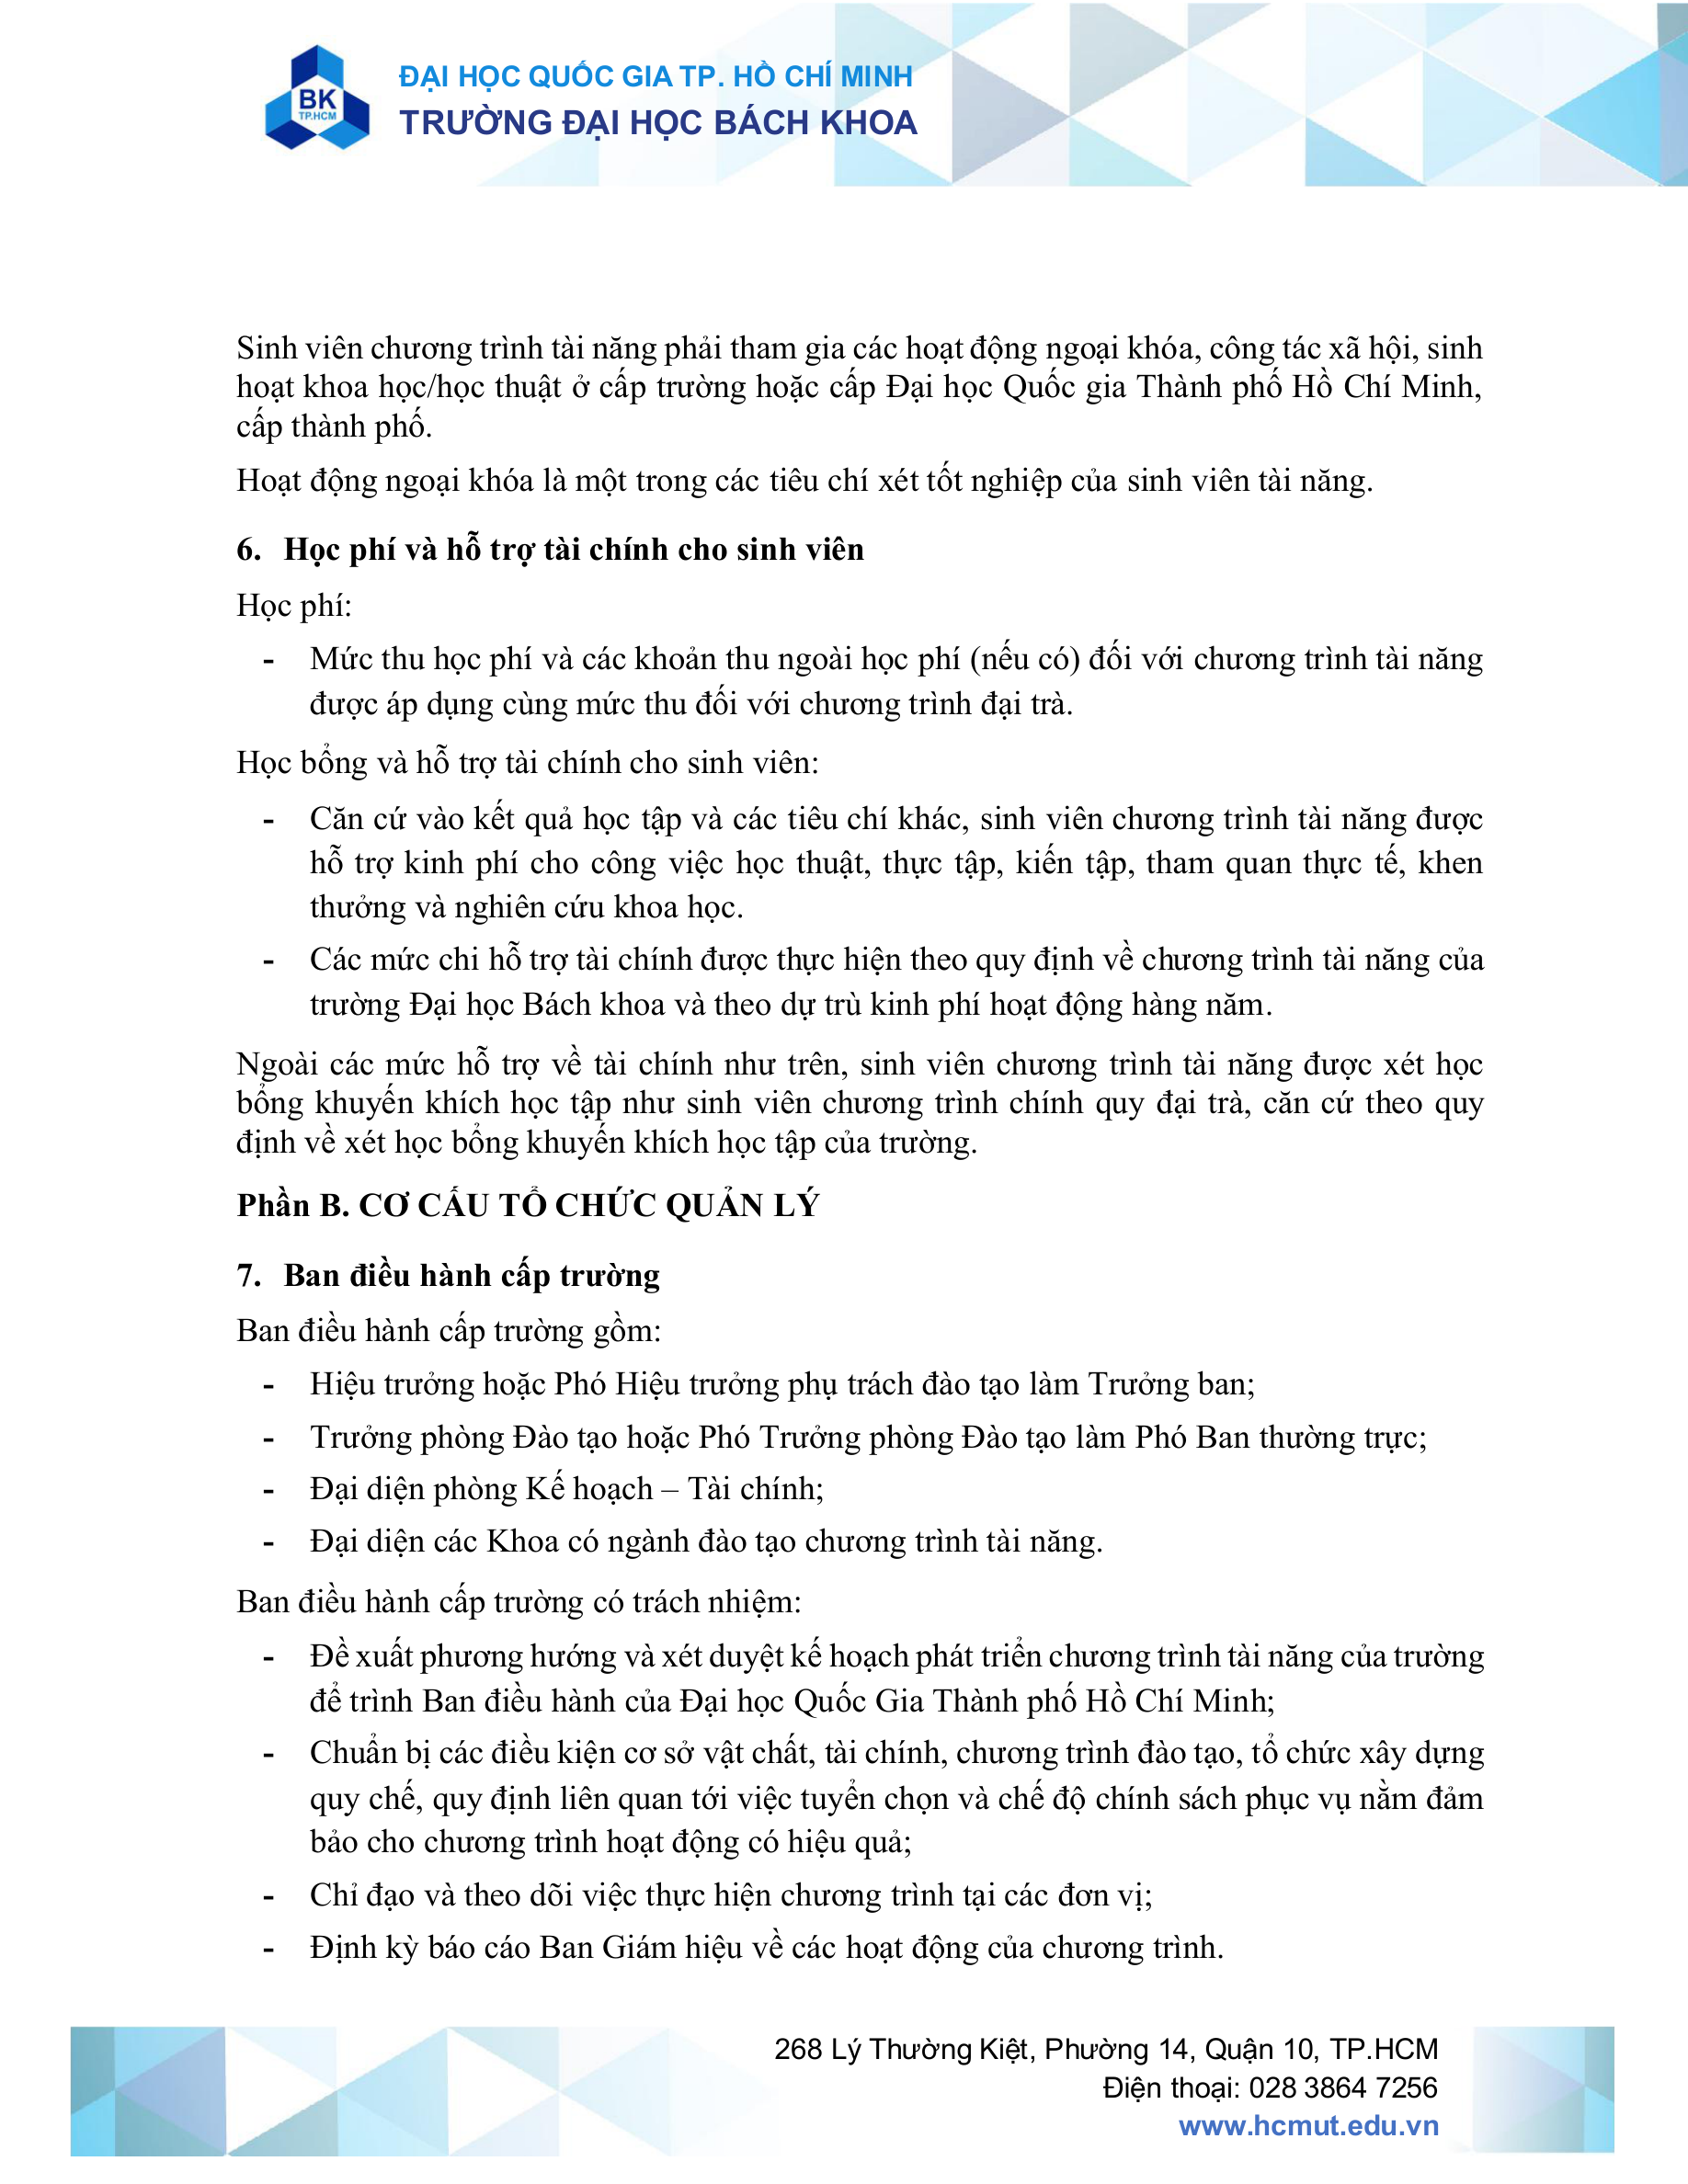 BK
TP.HCM
ĐẠI HỌC QUỐC GIA TP. HỒ CHÍ MINH
TRƯỜNG ĐẠI HỌC BÁCH KHOA
Sinh viên chương trình tài năng phải tham gia các hoạt động ngoại khóa, công tác xã hội, sinh
hoạt khoa học/học thuật ở cấp trường hoặc cấp Đại học Quốc gia Thành phố Hồ Chí Minh,
cấp thành phố.
Hoạt động ngoại khóa là một trong các tiêu chí xét tốt nghiệp của sinh viên tài năng.
6. Học phí và hỗ trợ tài chính cho sinh viên
Học phí:
- Mức thu học phí và các khoản thu ngoài học phí (nếu có) đối với chương trình tài năng
được áp dụng cùng mức thu đối với chương trình đại trà.
Học bổng và hỗ trợ tài chính cho sinh viên:
- Căn cứ vào kết quả học tập và các tiêu chí khác, sinh viên chương trình tài năng được
hỗ trợ kinh phí cho công việc học thuật, thực tập, kiến tập, tham quan thực tế, khen
thưởng và nghiên cứu khoa học.
- Các mức chi hỗ trợ tài chính được thực hiện theo quy định về chương trình tài năng của
trường Đại học Bách khoa và theo dự trù kinh phí hoạt động hàng năm.
Ngoài các mức hỗ trợ về tài chính như trên, sinh viên chương trình tài năng được xét học
bổng khuyến khích học tập như sinh viên chương trình chính quy đại trà, căn cứ theo quy
định về xét học bổng khuyến khích học tập của trường.
Phần B. CƠ CẤU TỔ CHỨC QUẢN LÝ
7. Ban điều hành cấp trường
Ban điều hành cấp trường gồm:
- Hiệu trưởng hoặc Phó Hiệu trưởng phụ trách đào tạo làm Trưởng ban;
- Trưởng phòng Đào tạo hoặc Phó Trưởng phòng Đào tạo làm Phó Ban thường trực;
- Đại diện phòng Kế hoạch – Tài chính;
- Đại diện các Khoa có ngành đào tạo chương trình tài năng.
Ban điều hành cấp trường có trách nhiệm:
- Đề xuất phương hướng và xét duyệt kế hoạch phát triển chương trình tài năng của trường
để trình Ban điều hành của Đại học Quốc Gia Thành phố Hồ Chí Minh;
- Chuẩn bị các điều kiện cơ sở vật chất, tài chính, chương trình đào tạo, tổ chức xây dựng
quy chế, quy định liên quan tới việc tuyển chọn và chế độ chính sách phục vụ nằm đảm
bảo cho chương trình hoạt động có hiệu quả;
- Chỉ đạo và theo dõi việc thực hiện chương trình tại các đơn vị;
- Định kỳ báo cáo Ban Giám hiệu về các hoạt động của chương trình.
268 Lý Thường Kiệt, Phường 14, Quận 10, TP.HCM
Điện thoại: 028 3864 7256
www.hcmut.edu.vn